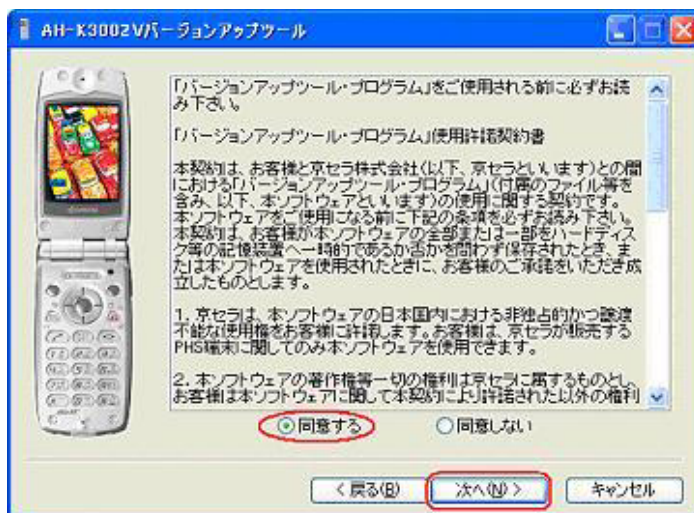 AH-K3002Vバージョンアップツール
「バージョンアップツール・プログラム」をご使用される前に必ずお読
み下さい。
「バージョンアップツール・プログラム」使用許諾契約書
本契約は、お客様と京セラ株式会社(以下、京セラといいます)との間
における「バージョンアップツール・プログラム」(付属のファイル等を
含み、以下、本ソフトウェアといいます)の使用に関する契約です。
本ソフトウェアをご使用になる前に下記の条項を必ずお読み下さい。
本契約は、お客様が本ソフトウェアの全部または一部をハードディス
ク等の記憶装置へ一時的であるか否かを問わず保存されたとき、ま
たは本ソフトウェアを使用されたときに、お客様のご承諾をいただき成
立したものとします。
1. 京セラは、本ソフトウェアの日本国内における非独占的かつ譲渡
不能な使用権をお客様に許諾します。お客様は、京セラが販売する
PHS端末に関してのみ本ソフトウェアを使用できます。
2. 本ソフトウェアの著作権等一切の権利は京セラに属するものとし、
お客様は本ソフトウェアに関して本契約により許諾された以外の権利
同意する
同意しない
< 戻る(B)
次へ(N) >
キャンセル